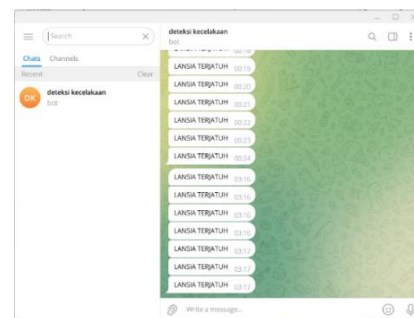 Search
Chats Channels
Recent Clear
OK
deteksi kecelakaan
bot
deteksi kecelakaan
bot
00:18
LANSIA TERJATUH 00:19
LANSIA TERJATUH 00:20
LANSIA TERJATUH 00:21
LANSIA TERJATUH 00:22
LANSIA TERJATUH 00:23
LANSIA TERJATUH 00:24
LANSIA TERJATUH 03:16
LANSIA TERJATUH 03:16
LANSIA TERJATUH 03:16
LANSIA TERJATUH 03:16
LANSIA TERJATUH 03:17
LANSIA TERJATUH 03:17
LANSIA TERJATUH 03:17
Write a message...